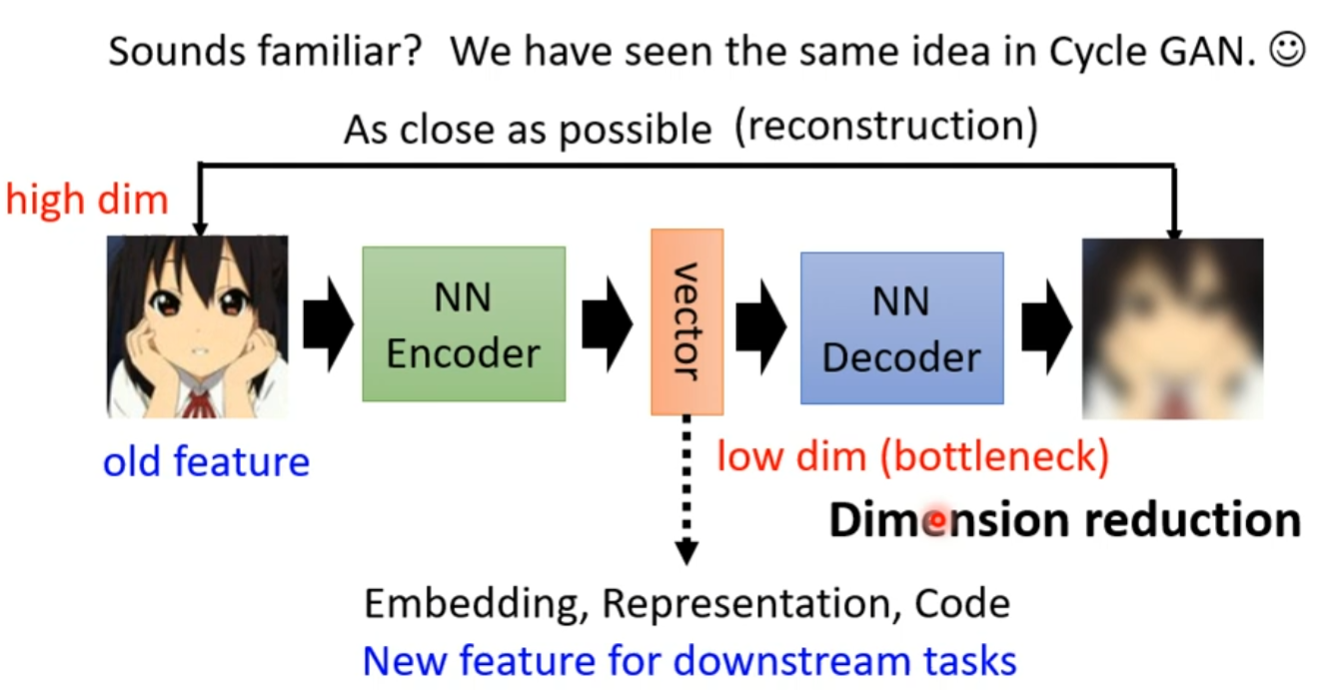 Sounds familiar? We have seen the same idea in Cycle GAN. ☺
As close as possible (reconstruction)
high dim
NN
Encoder
vector
NN
Decoder
old feature
low dim (bottleneck)
Dimension reduction
Embedding, Representation, Code
New feature for downstream tasks